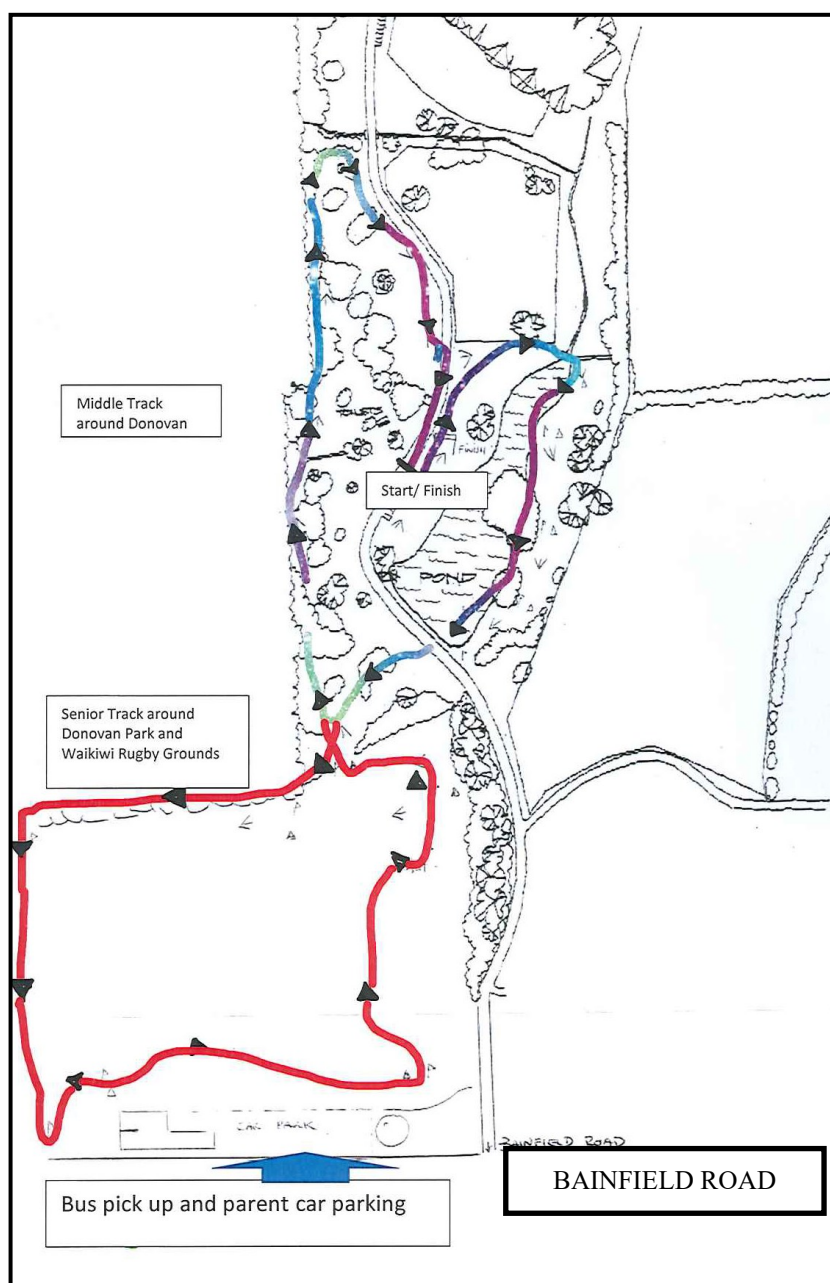 Middle Track
around Donovan
FINISH
Start/ Finish
POND
Senior Track around
Donovan Park and
Waikiwi Rugby Grounds
CAR PARK
BAINFIELD ROAD
BAINFIELD ROAD
Bus pick up and parent car parking